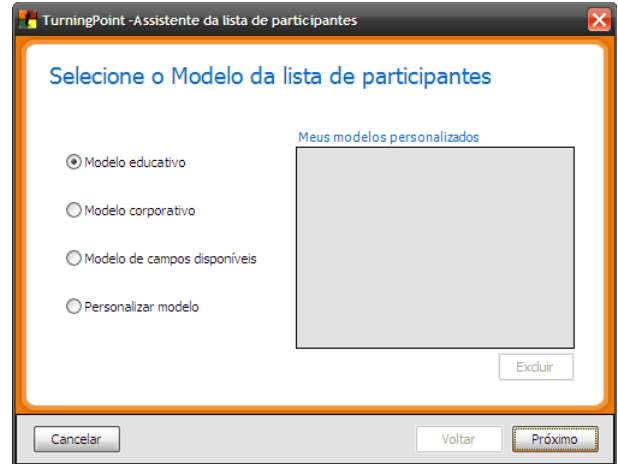 TurningPoint -Assistente da lista de participantes
Selecione o Modelo da lista de participantes
Meus modelos personalizados
Modelo educativo
Modelo corporativo
Modelo de campos disponíveis
Personalizar modelo
Excluir
Cancelar
Voltar
Próximo